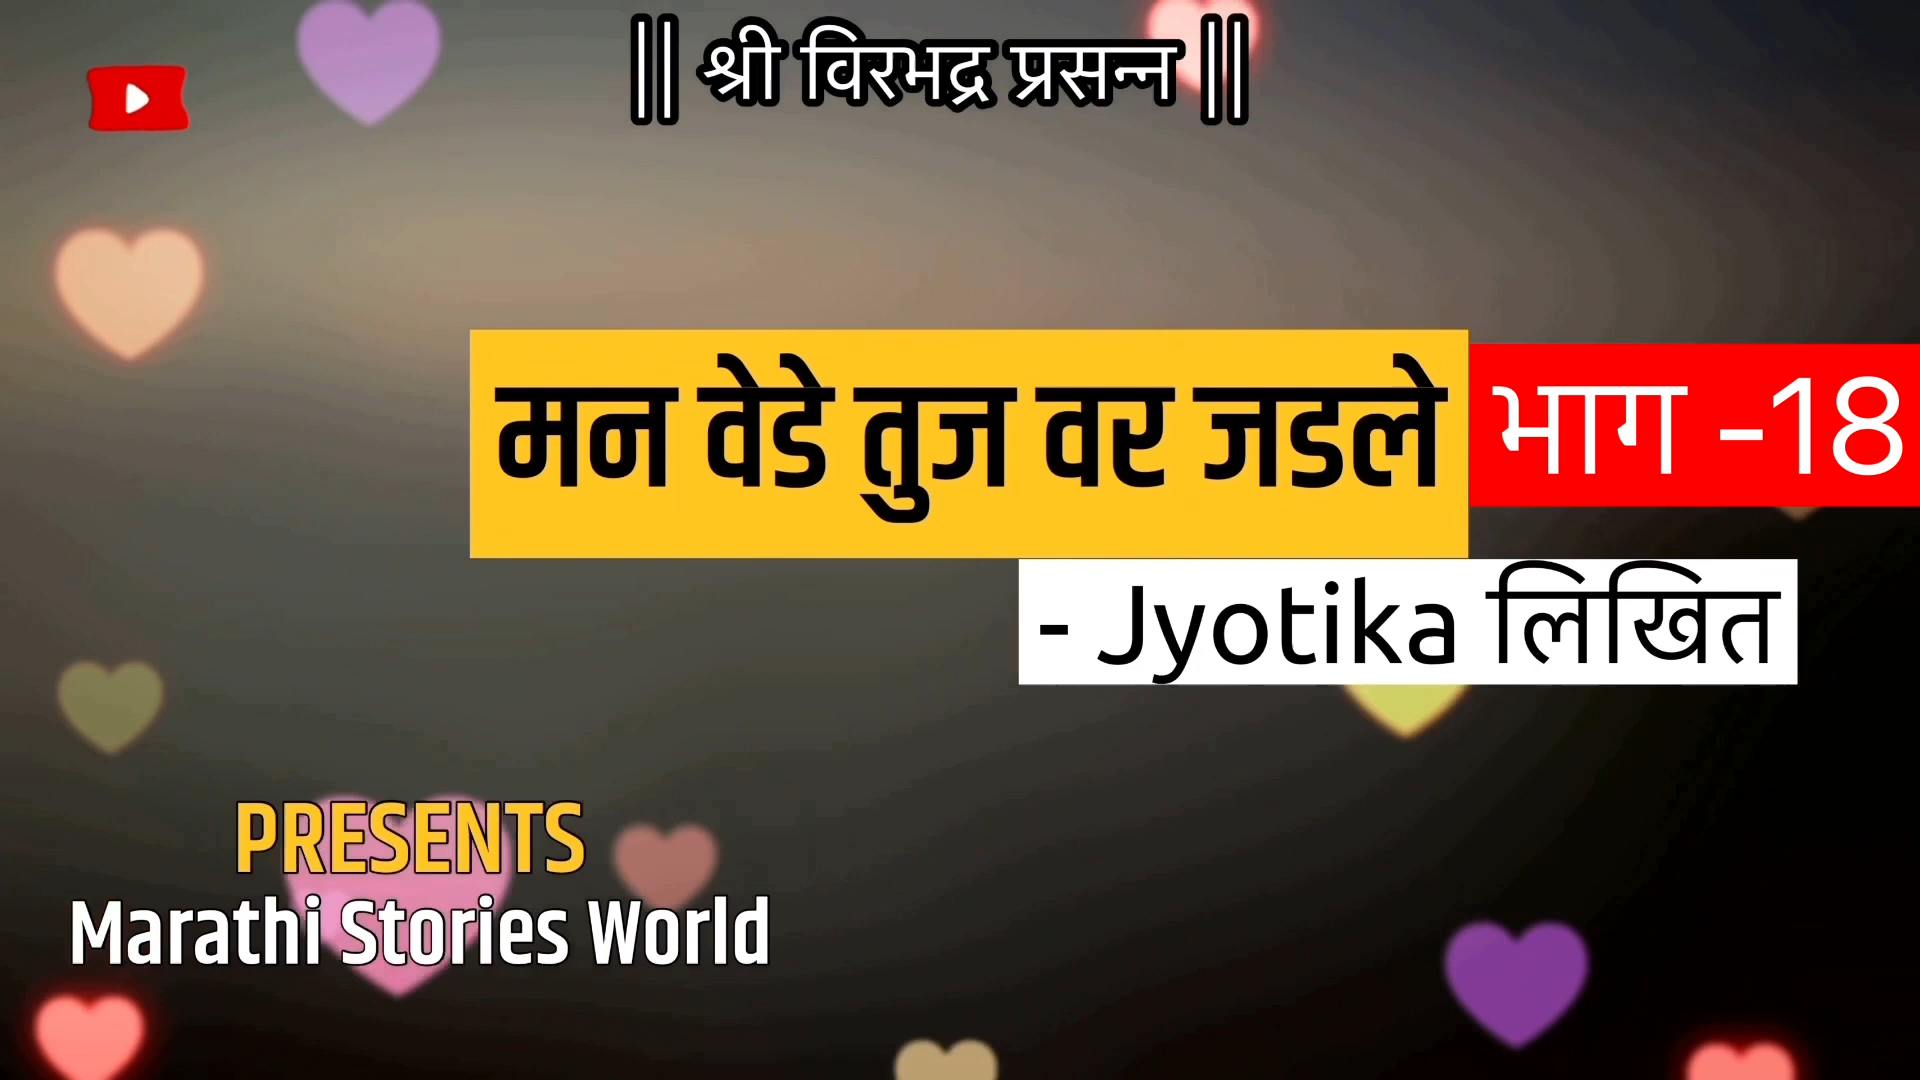 || श्री विरभद्र प्रसन्न ||
मन वेडे तुज वर जडले भाग -18
- Jyotika लिखित
PRESENTS
Marathi Stories World